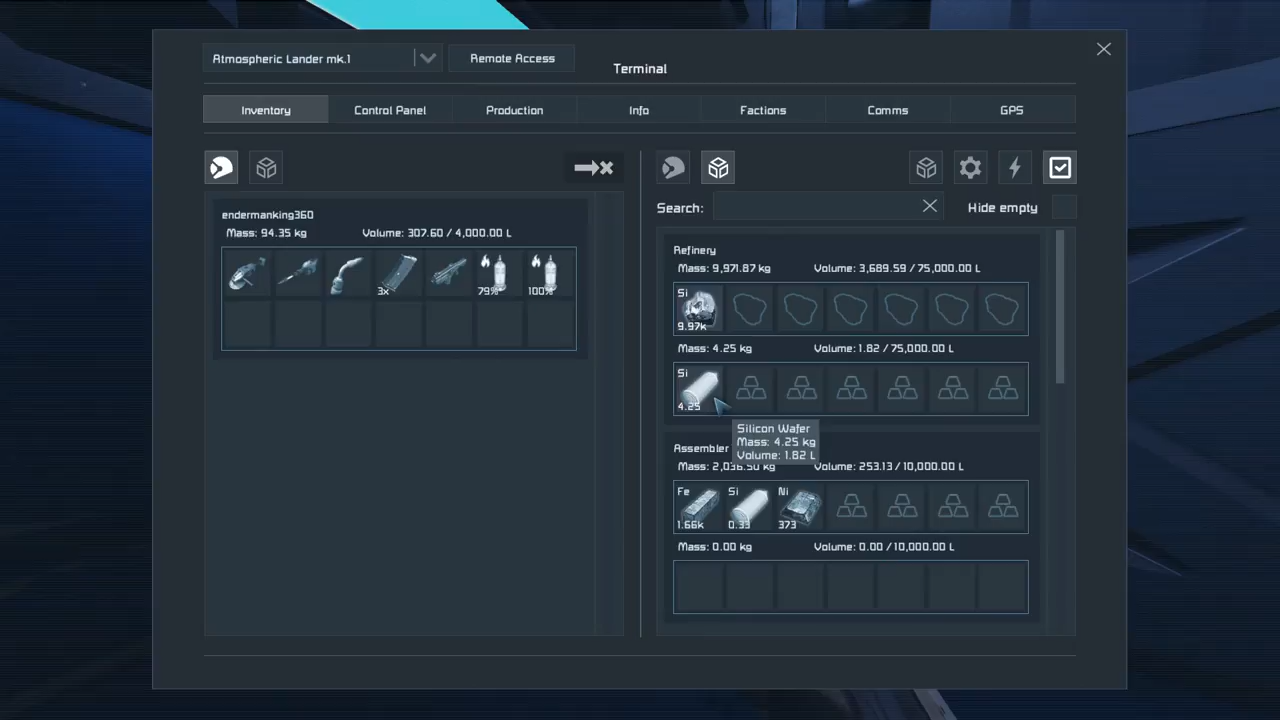 Atmospheric Lander mk.1
Remote Access
Terminal
Inventory
Control Panel
Production
Info
Factions
Comms
GPS
endermanking360
Mass: 94.35 kg Volume: 307.60 / 4,000.00 L
3x 79% 100%
Search:
Hide empty
Refinery
Mass: 9,971.87 kg Volume: 3,689.59 / 75,000.00 L
Si
9.97k
Mass: 4.25 kg Volume: 1.82 / 75,000.00 L
Si
4.25
Silicon Wafer
Mass: 4.25 kg
Volume: 1.82 L
Assembler
Mass: 2,036.50 kg Volume: 253.13 / 10,000.00 L
Fe Si Ni
1.66k 0.33 373
Mass: 0.00 kg Volume: 0.00 / 10,000.00 L